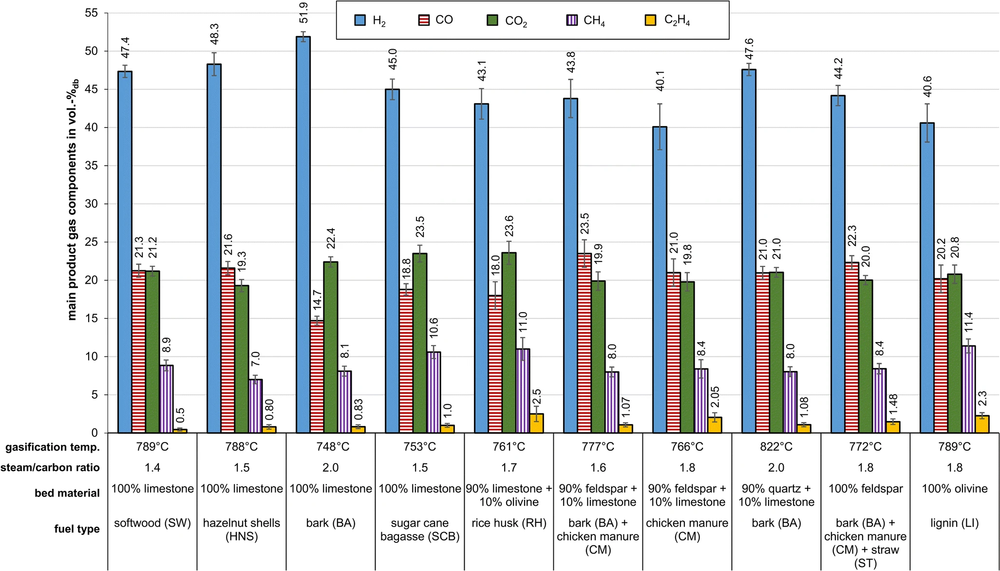 H2 CO CO2 CH4 C2H4
main product gas components in vol.-%db
55
50
45
40
35
30
25
20
15
10
5
0
47.4 21.3 21.2 8.9 0.5
48.3 21.6 19.3 7.0 0.80
51.9 14.7 22.4 8.1 0.83
45.0 18.8 23.5 10.6 1.0
43.1 18.0 23.6 11.0 2.5
43.8 23.5 19.9 8.0 1.07
40.1 21.0 19.8 8.4 2.05
47.6 21.0 21.0 8.0 1.08
44.2 22.3 20.0 8.4 1.48
40.6 20.2 20.8 11.4 2.3
gasification temp. 789°C 788°C 748°C 753°C 761°C 777°C 766°C 822°C 772°C 789°C
steam/carbon ratio 1.4 1.5 2.0 1.5 1.7 1.6 1.8 2.0 1.8 1.8
bed material
100% limestone
100% limestone
100% limestone
100% limestone
90% limestone +
10% olivine
90% feldspar +
10% limestone
90% feldspar +
10% limestone
90% quartz +
10% limestone
100% feldspar
100% olivine
fuel type
softwood (SW)
hazelnut shells
(HNS)
bark (BA)
sugar cane
bagasse (SCB)
rice husk (RH)
bark (BA) +
chicken manure
(CM)
chicken manure
(CM)
bark (BA)
bark (BA) +
chicken manure
(CM) + straw
(ST)
lignin (LI)